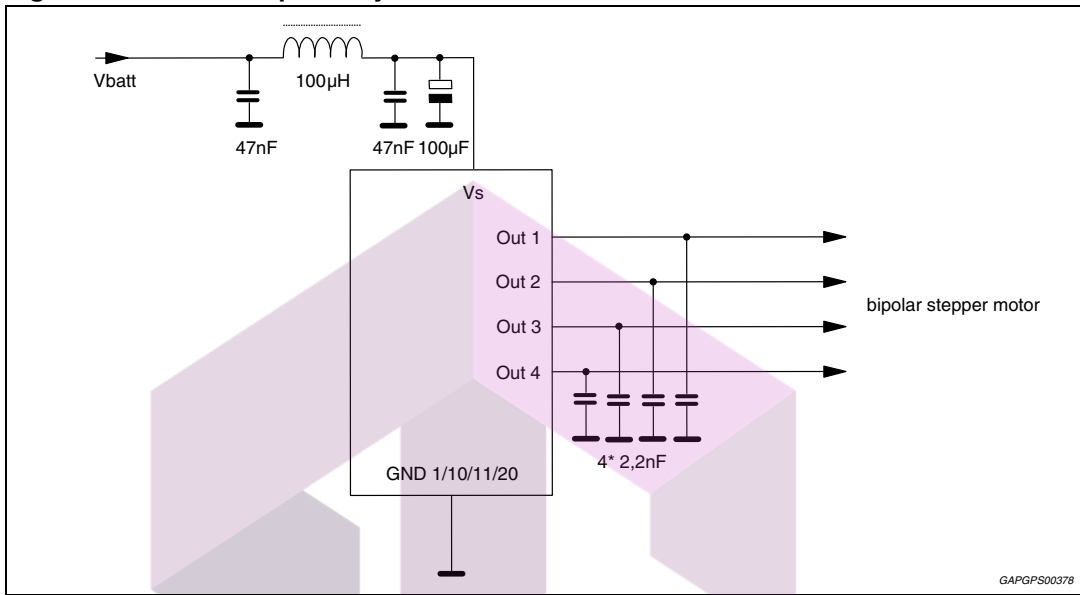 Vbatt
100µH
47nF
47nF 100µF
Vs
Out 1
Out 2
Out 3
Out 4
bipolar stepper motor
4* 2,2nF
GND 1/10/11/20
GAPGPS00378